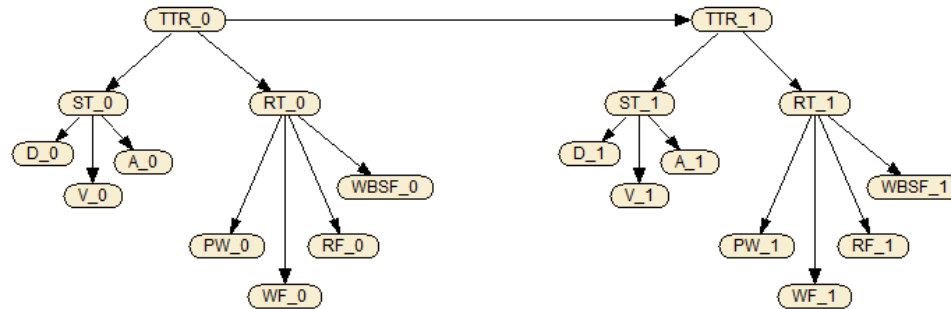 TTR_0 TTR_1
ST_0 RT_0 ST_1 RT_1
D_0 A_0 D_1 A_1
V_0 WBSF_0 V_1 WBSF_1
PW_0 RF_0 PW_1 RF_1
WF_0 WF_1